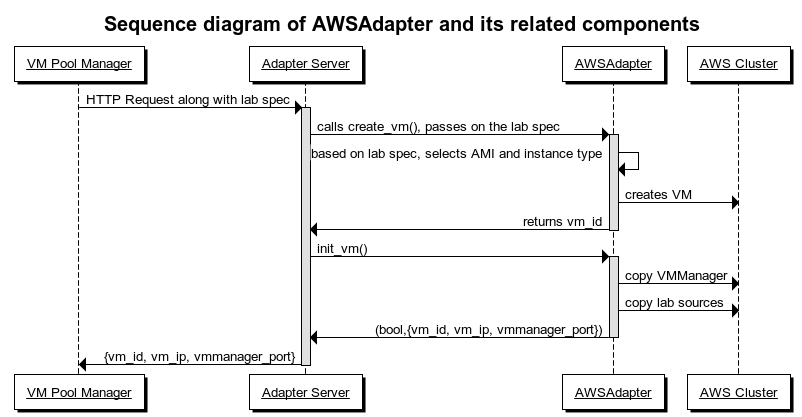 Sequence diagram of AWSAdapter and its related components
VM Pool Manager Adapter Server AWSAdapter AWS Cluster
HTTP Request along with lab spec
calls create_vm(), passes on the lab spec
based on lab spec, selects AMI and instance type
creates VM
returns vm_id
init_vm()
copy VMManager
copy lab sources
(bool,{vm_id, vm_ip, vmmanager_port})
{vm_id, vm_ip, vmmanager_port}
VM Pool Manager Adapter Server AWSAdapter AWS Cluster